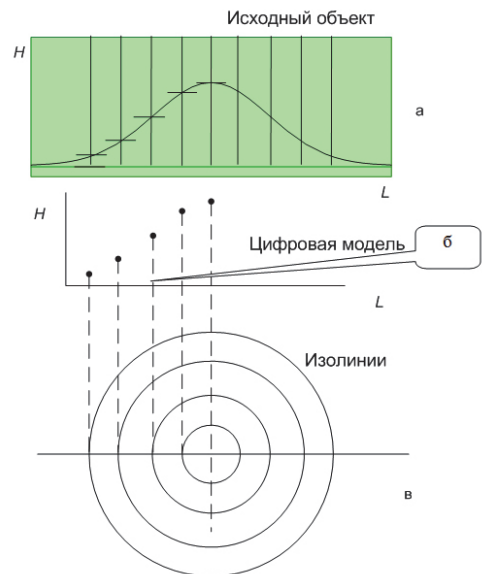 Исходный объект
H
а
L
H
Цифровая модель
б
L
Изолинии
в